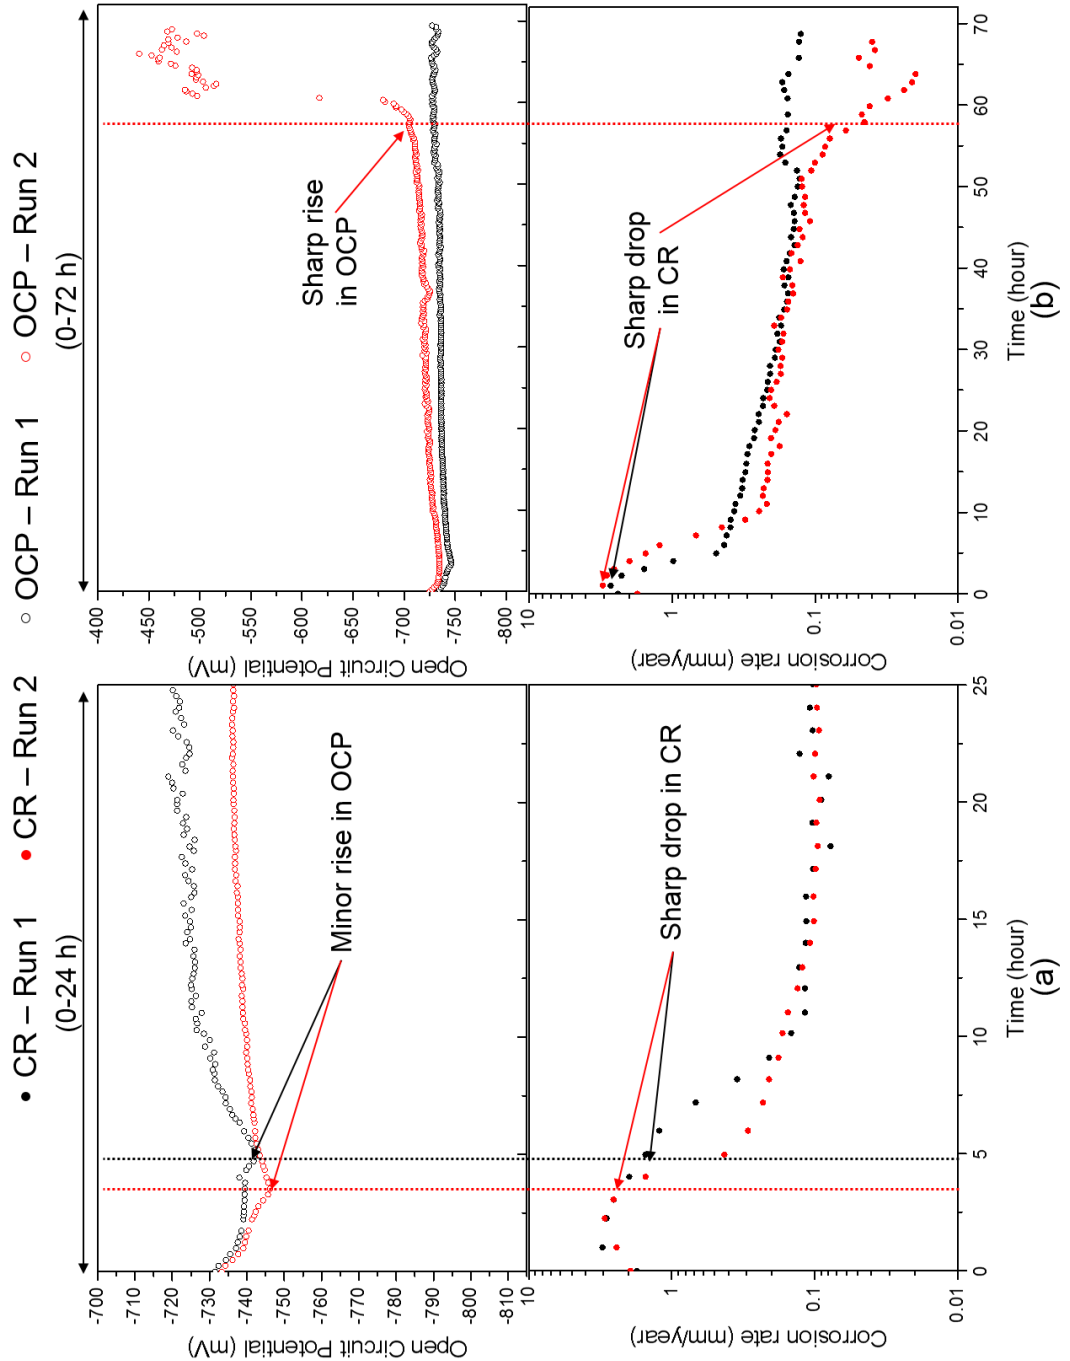 ● CR – Run 1 ● CR – Run 2 ○ OCP – Run 1 ○ OCP – Run 2
(0-24 h)
(0-72 h)
Open Circuit Potential (mV)
-700
-710
-720
-730
-740
-750
-760
-770
-780
-790
-800
-810
Minor rise in OCP
Corrosion rate (mm/year)
10
1
0.1
0.01
Sharp drop in CR
0 5 10 15 20 25
Time (hour)
(a)
Open Circuit Potential (mV)
-400
-450
-500
-550
-600
-650
-700
-750
-800
Sharp rise
in OCP
Corrosion rate (mm/year)
10
1
0.1
0.01
Sharp drop
in CR
0 10 20 30 40 50 60 70
Time (hour)
(b)